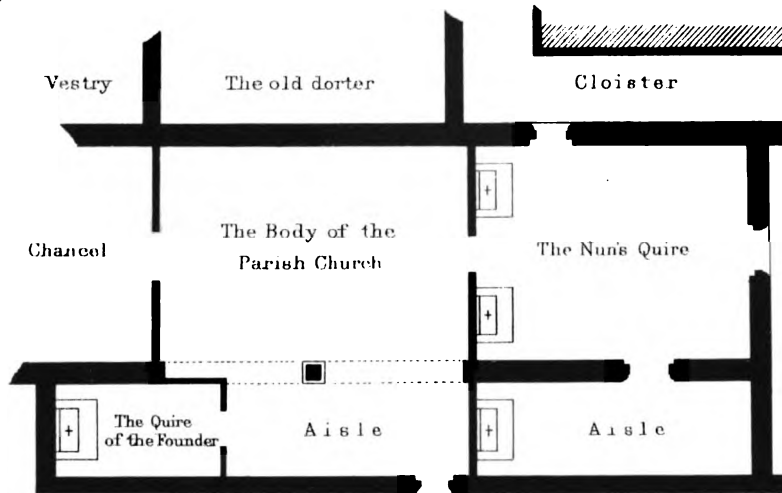 Vestry
The old dorter
Cloister
Chancel
The Body of the
Parish Church
The Nun's Quire
The Quire
of the Founder
Aisle
Aisle